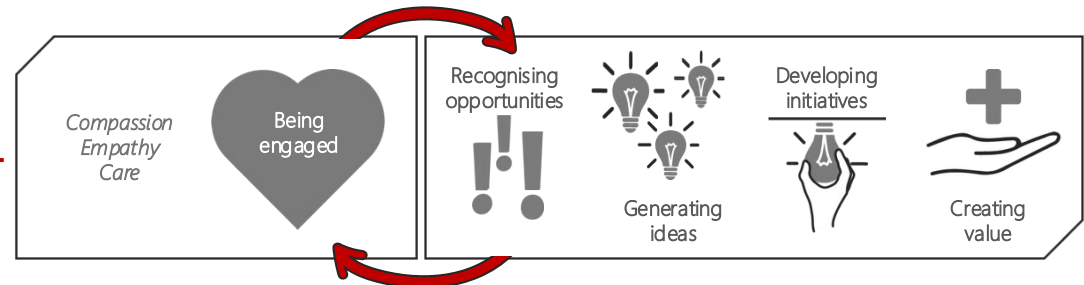 Compassion
Empathy
Care
Being
engaged
Recognising
opportunities
Generating
ideas
Developing
initiatives
Creating
value